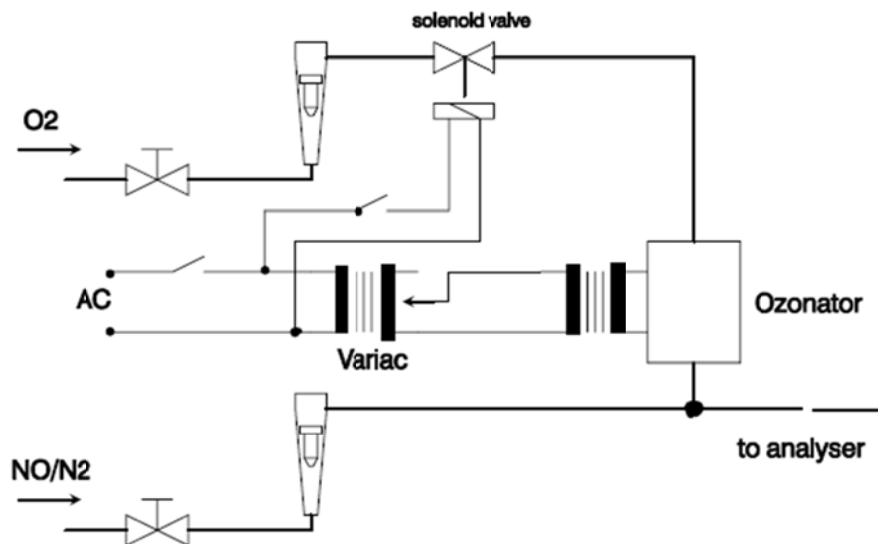 solenoid valve
O2
AC
Variac
Ozonator
NO/N2
to analyser